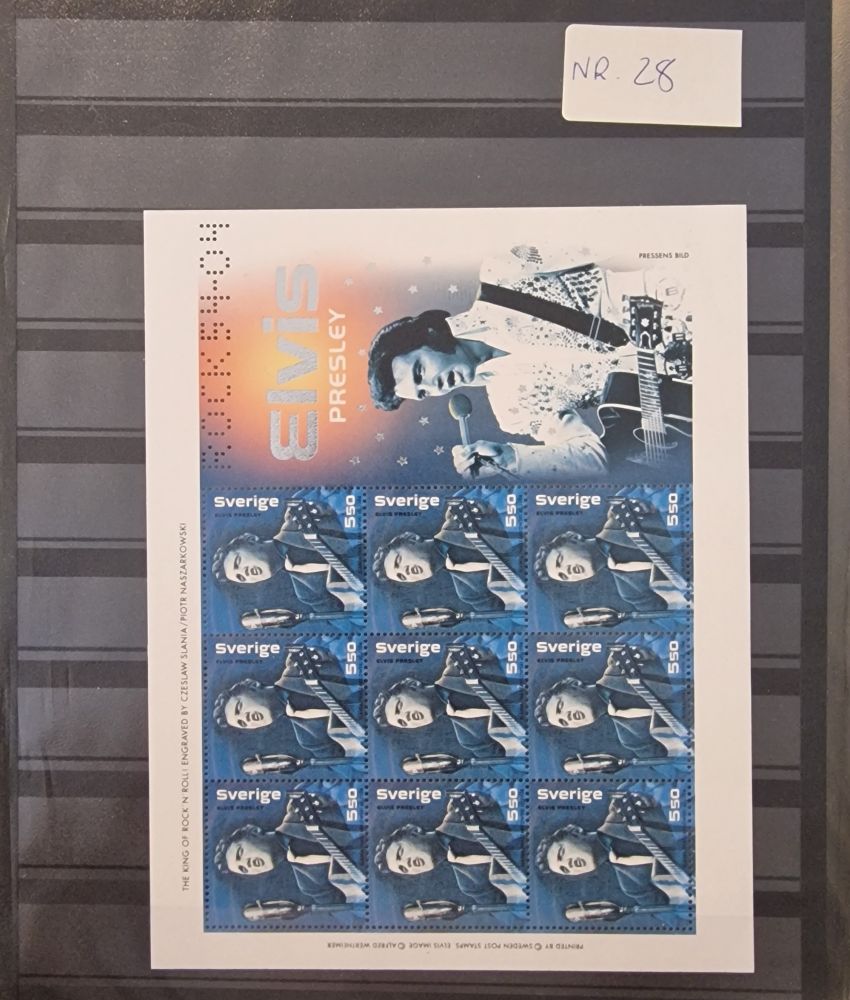 NR. 28
ROCK54-04
PRESSENS BILD
Elvis
PRESLEY
Sverige
ELVIS PRESLEY
550
Sverige
ELVIS PRESLEY
550
Sverige
ELVIS PRESLEY
550
Sverige
ELVIS PRESLEY
550
Sverige
ELVIS PRESLEY
550
Sverige
ELVIS PRESLEY
550
Sverige
ELVIS PRESLEY
550
Sverige
ELVIS PRESLEY
550
Sverige
ELVIS PRESLEY
550
THE KING OF ROCK'N'ROLL! ENGRAVED BY CZESLAW SLANIA/PIOTR NASZARKOWSKI
PRINTED BY © SWEDEN POST STAMPS. ELVIS IMAGE © ALFRED WERTHEIMER